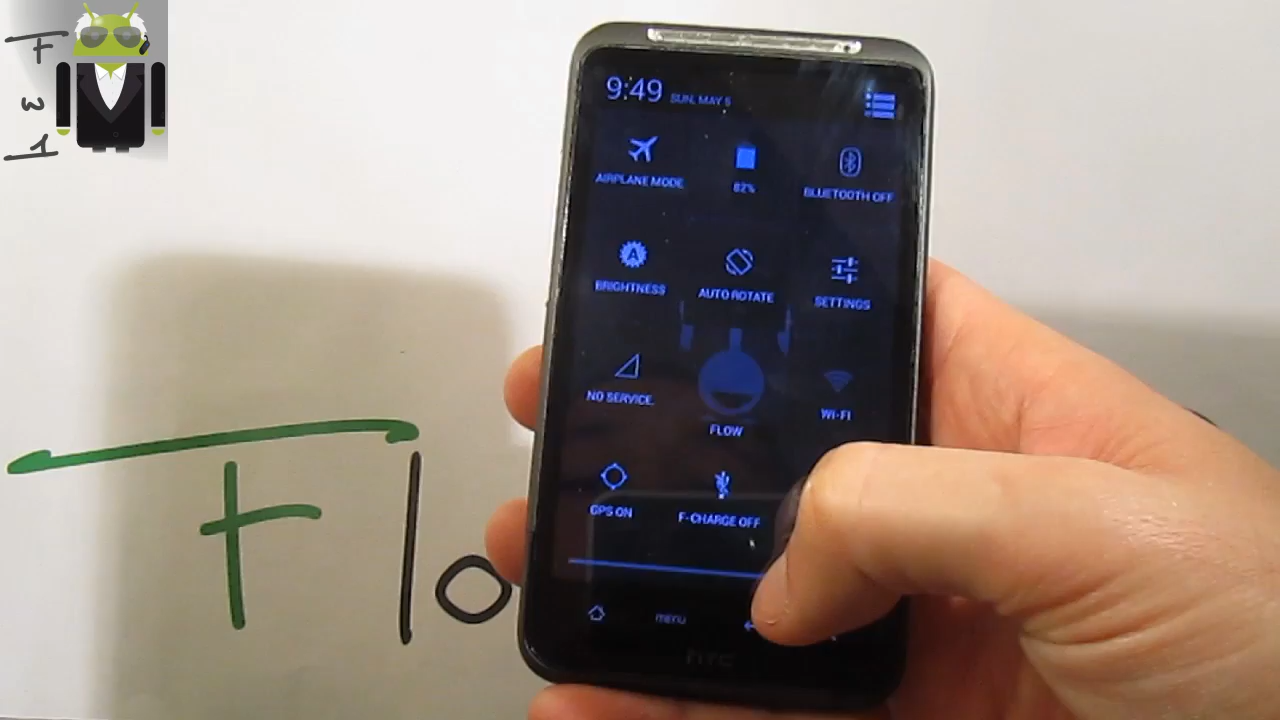 F
w
1
9:49 SUN, MAY 5
AIRPLANE MODE
82%
BLUETOOTH OFF
BRIGHTNESS
AUTO ROTATE
SETTINGS
NO SERVICE.
FLOW
WI-FI
GPS ON
F-CHARGE OFF
menu
hTC
Flo